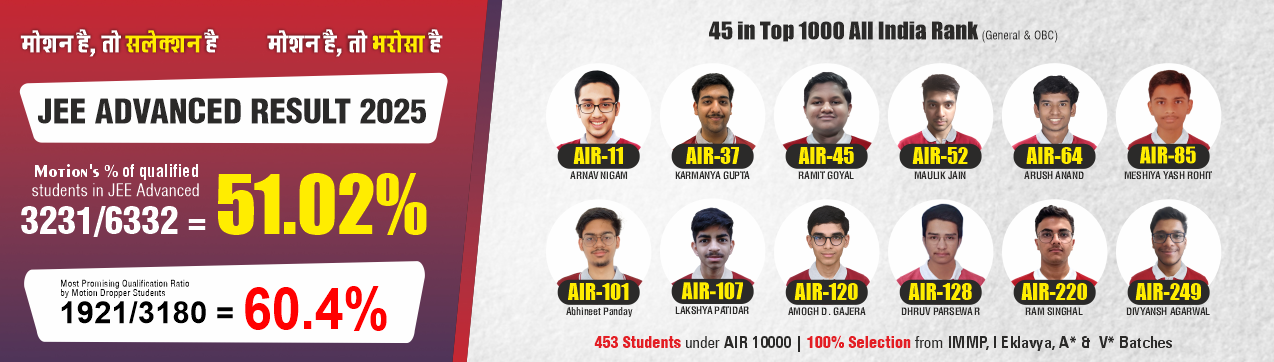 मोशन है, तो सलेक्शन है मोशन है, तो भरोसा है
JEE ADVANCED RESULT 2025
Motion's % of qualified
students in JEE Advanced
3231/6332 = 51.02%
Most Promising Qualification Ratio
by Motion Dropper Students
1921/3180 = 60.4%
45 in Top 1000 All India Rank (General & OBC)
AIR-11 AIR-37 AIR-45 AIR-52 AIR-64 AIR-85
ARNAV NIGAM KARMANYA GUPTA RAMIT GOYAL MAULIK JAIN ARUSH ANAND MESHIYA YASH ROHIT
AIR-101 AIR-107 AIR-120 AIR-128 AIR-220 AIR-249
Abhineet Panday LAKSHYA PATIDAR AMOGH D. GAJERA DHRUV PARSEWAR RAM SINGHAL DIVYANSH AGARWAL
453 Students under AIR 10000 | 100% Selection from IMMP, I Eklavya, A* & V* Batches